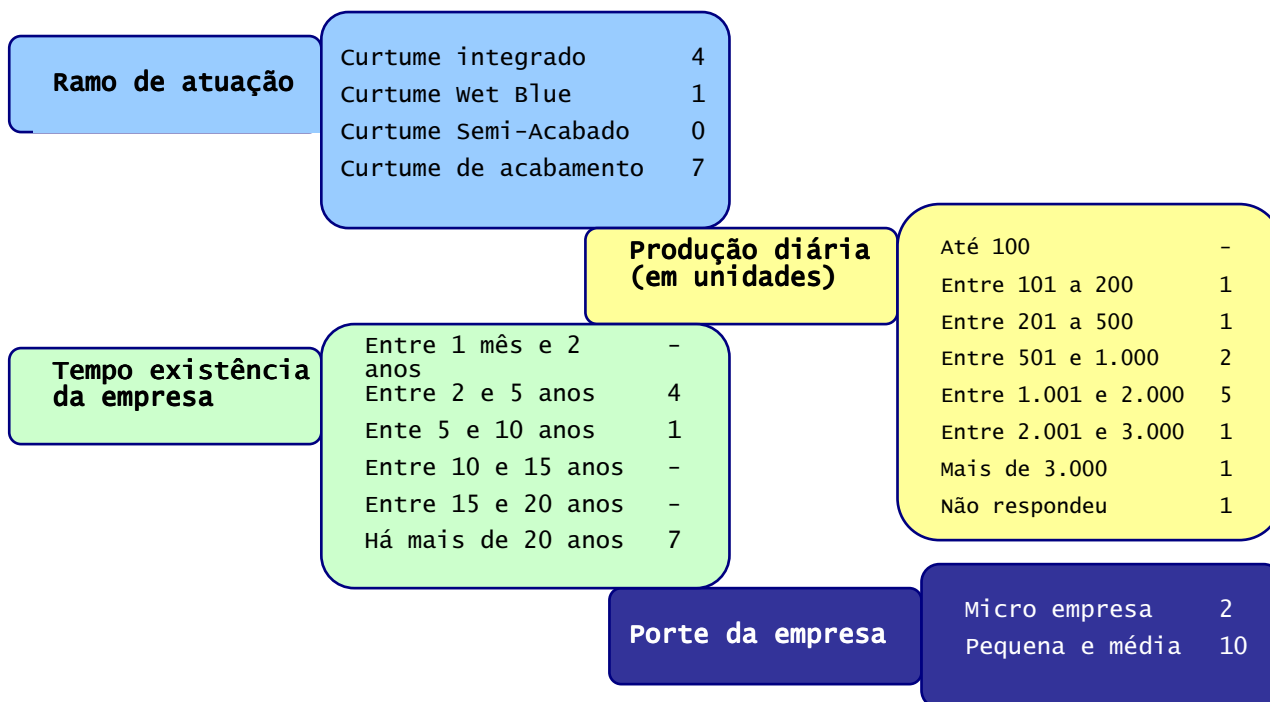 Ramo de atuação
Curtume integrado 4
Curtume Wet Blue 1
Curtume Semi-Acabado 0
Curtume de acabamento 7
Produção diária
(em unidades)
Até 100 -
Entre 101 a 200 1
Entre 201 a 500 1
Entre 501 e 1.000 2
Entre 1.001 e 2.000 5
Entre 2.001 e 3.000 1
Mais de 3.000 1
Não respondeu 1
Tempo existência
da empresa
Entre 1 mês e 2 -
anos
Entre 2 e 5 anos 4
Ente 5 e 10 anos 1
Entre 10 e 15 anos -
Entre 15 e 20 anos -
Há mais de 20 anos 7
Porte da empresa
Micro empresa 2
Pequena e média 10